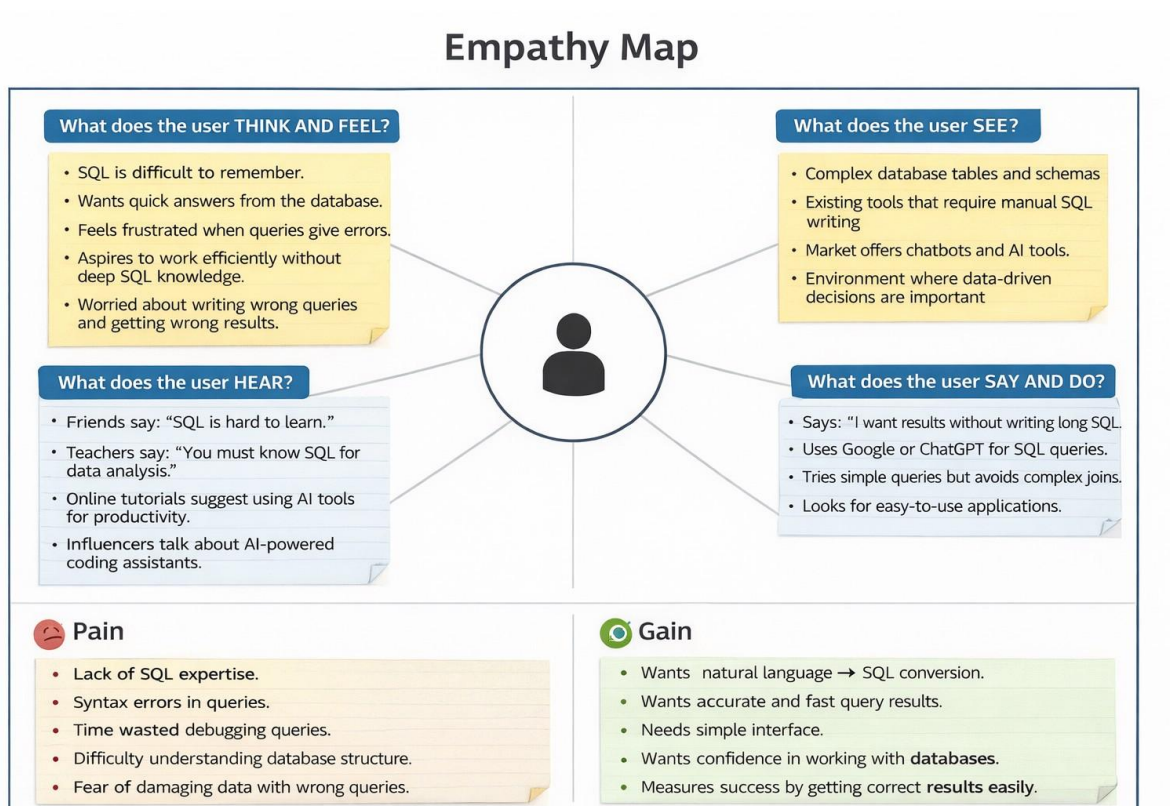 Empathy Map
What does the user THINK AND FEEL?
• SQL is difficult to remember.
• Wants quick answers from the database.
• Feels frustrated when queries give errors.
• Aspires to work efficiently without
deep SQL knowledge.
• Worried about writing wrong queries
and getting wrong results.
What does the user SEE?
• Complex database tables and schemas
• Existing tools that require manual SQL
writing
• Market offers chatbots and AI tools.
• Environment where data-driven
decisions are important
What does the user HEAR?
• Friends say: “SQL is hard to learn.”
• Teachers say: “You must know SQL for
data analysis.”
• Online tutorials suggest using AI tools
for productivity.
• Influencers talk about AI-powered
coding assistants.
What does the user SAY AND DO?
• Says: “I want results without writing long SQL.
• Uses Google or ChatGPT for SQL queries.
• Tries simple queries but avoids complex joins.
• Looks for easy-to-use applications.
Pain
• Lack of SQL expertise.
• Syntax errors in queries.
• Time wasted debugging queries.
• Difficulty understanding database structure.
• Fear of damaging data with wrong queries.
Gain
• Wants natural language → SQL conversion.
• Wants accurate and fast query results.
• Needs simple interface.
• Wants confidence in working with databases.
• Measures success by getting correct results easily.